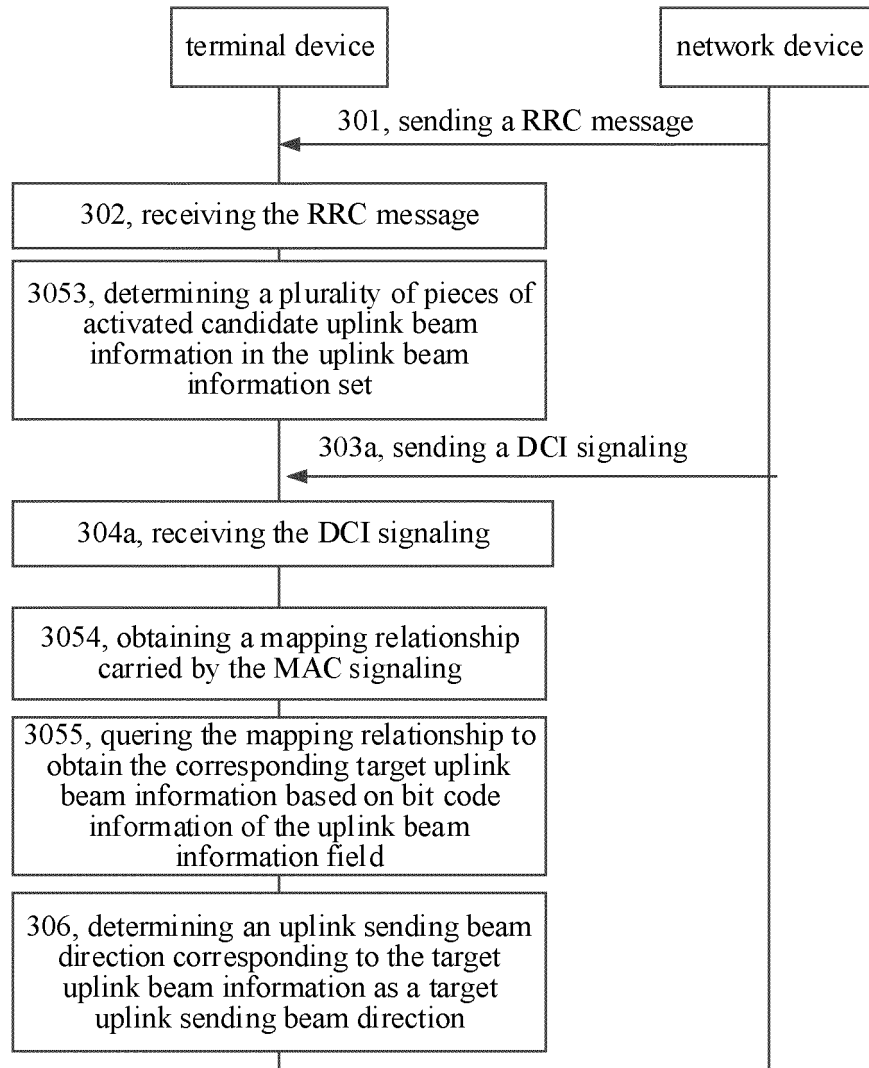 terminal device
network device
301, sending a RRC message
302, receiving the RRC message
3053, determining a plurality of pieces of
activated candidate uplink beam
information in the uplink beam
information set
303a, sending a DCI signaling
304a, receiving the DCI signaling
3054, obtaining a mapping relationship
carried by the MAC signaling
3055, quering the mapping relationship to
obtain the corresponding target uplink
beam information based on bit code
information of the uplink beam
information field
306, determining an uplink sending beam
direction corresponding to the target
uplink beam information as a target
uplink sending beam direction